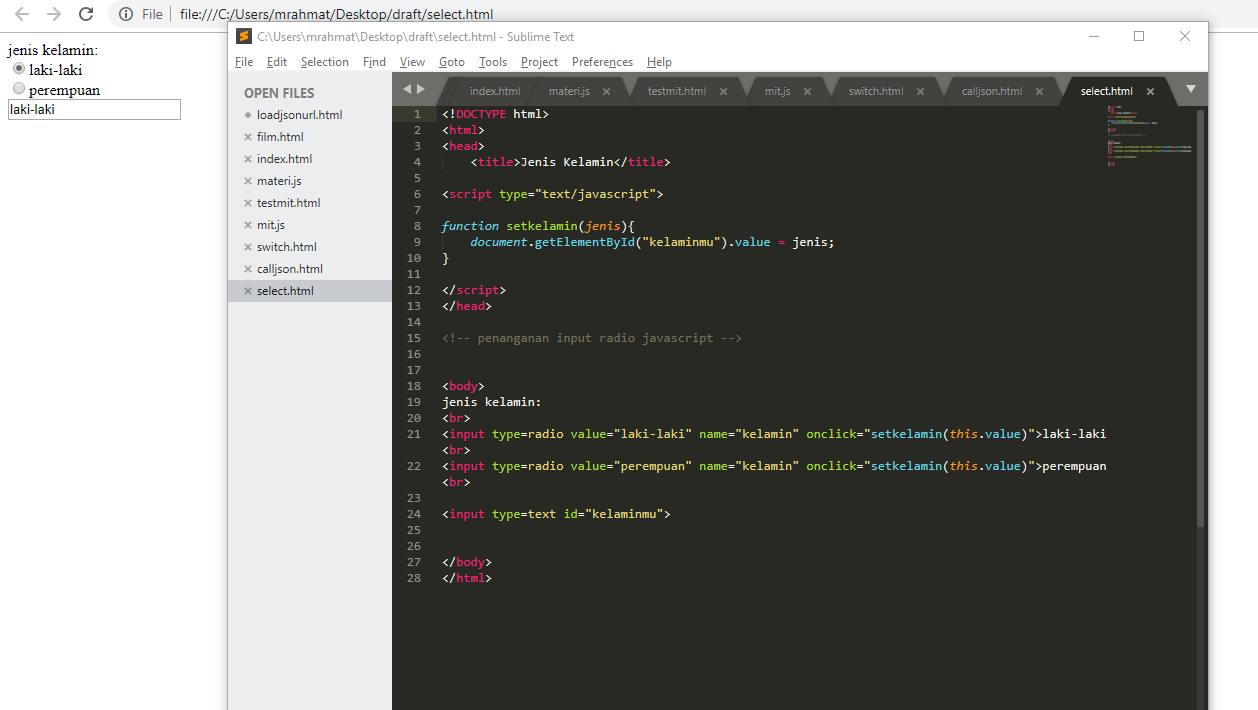 File file:///C:/Users/mrahmat/Desktop/draft/select.html
jenis kelamin:
laki-laki
perempuan
laki-laki
C:\Users\mrahmat\Desktop\draft\select.html - Sublime Text
File Edit Selection Find View Goto Tools Project Preferences Help
OPEN FILES
loadjsonurl.html
film.html
index.html
materi.js
testmit.html
mit.js
switch.html
calljson.html
select.html
index.html materi.js testmit.html mit.js switch.html calljson.html select.html
1 <!DOCTYPE html>
2 <html>
3 <head>
4 <title>Jenis Kelamin</title>
5
6 <script type="text/javascript">
7
8 function setkelamin(jenis){
9 document.getElementById("kelaminmu").value = jenis;
10 }
11
12 </script>
13 </head>
14
15 <!-- penanganan input radio javascript -->
16
17
18 <body>
19 jenis kelamin:
20 <br>
21 <input type=radio value="laki-laki" name="kelamin" onclick="setkelamin(this.value)">laki-laki
<br>
22 <input type=radio value="perempuan" name="kelamin" onclick="setkelamin(this.value)">perempuan
<br>
23
24 <input type=text id="kelaminmu">
25
26
27 </body>
28 </html>